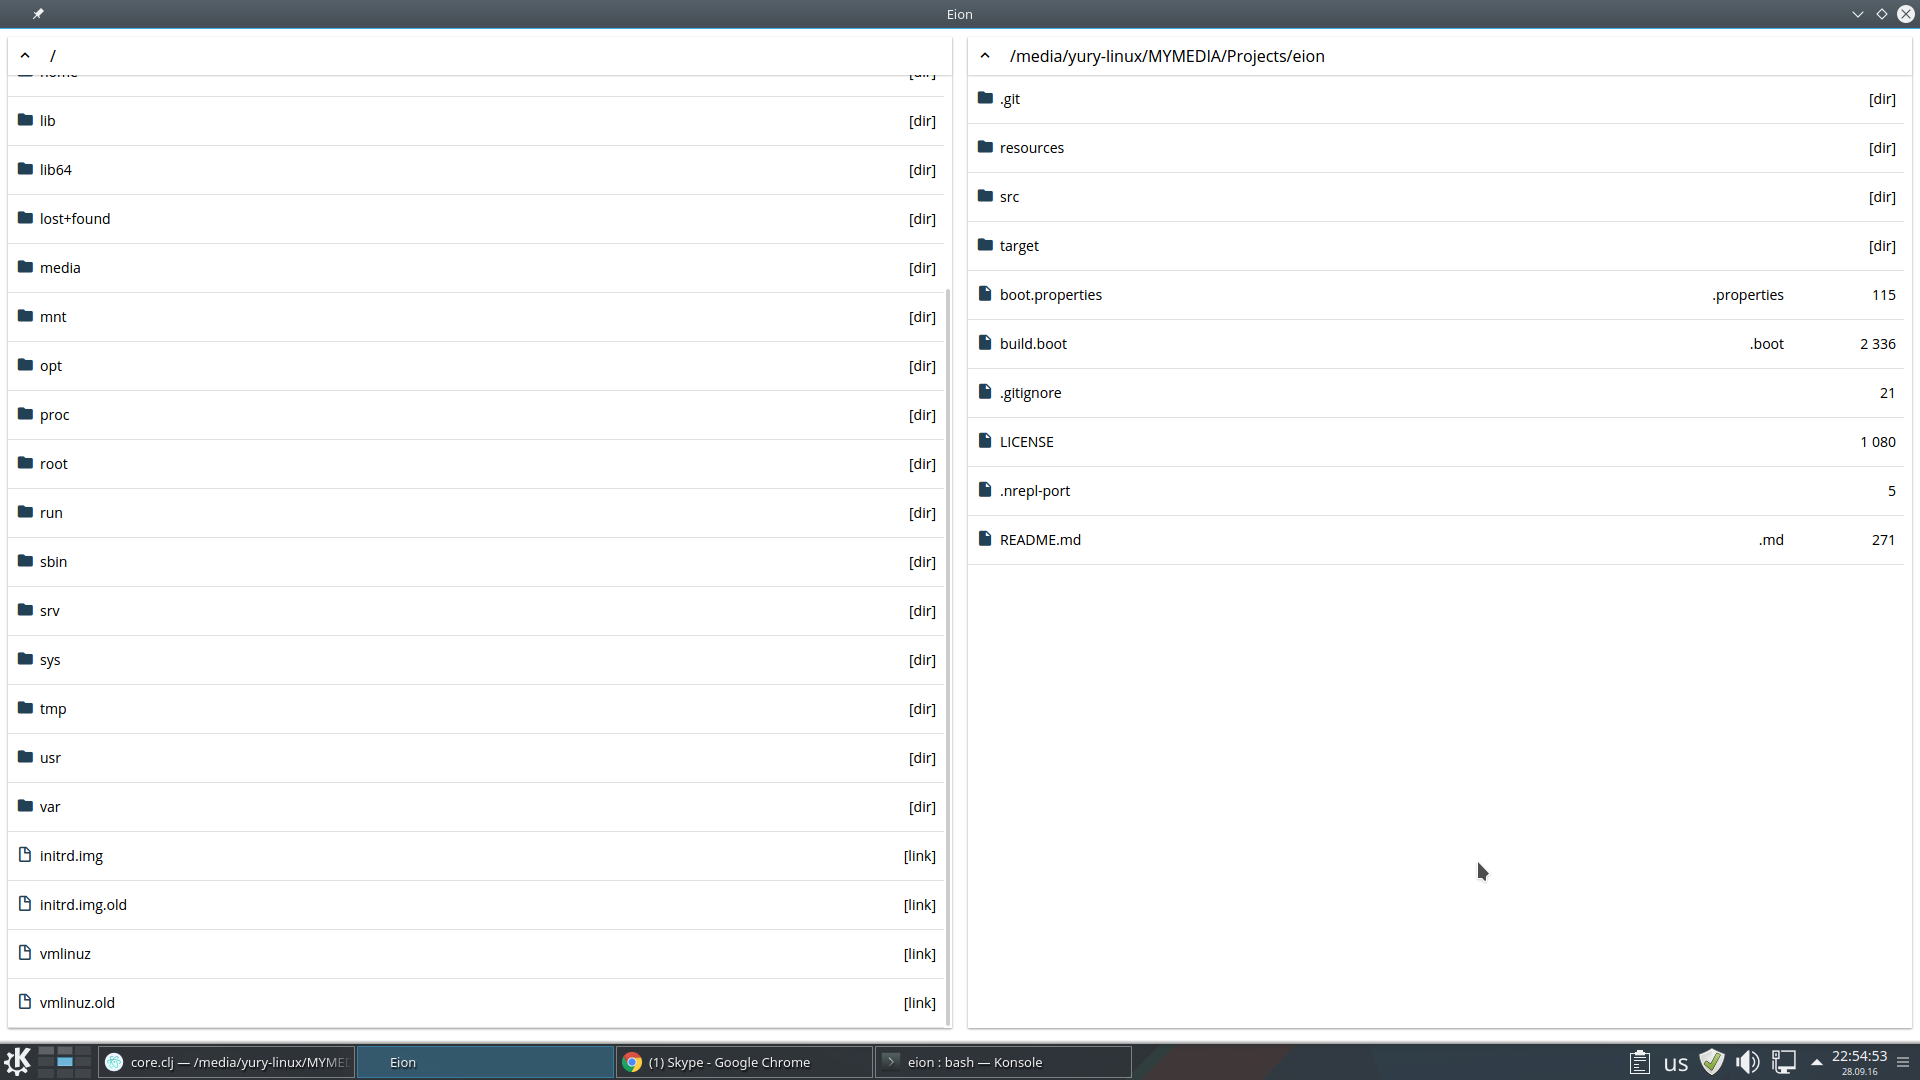 Eion
/
home [dir]
lib [dir]
lib64 [dir]
lost+found [dir]
media [dir]
mnt [dir]
opt [dir]
proc [dir]
root [dir]
run [dir]
sbin [dir]
srv [dir]
sys [dir]
tmp [dir]
usr [dir]
var [dir]
initrd.img [link]
initrd.img.old [link]
vmlinuz [link]
vmlinuz.old [link]
/media/yury-linux/MYMEDIA/Projects/eion
.git [dir]
resources [dir]
src [dir]
target [dir]
boot.properties .properties 115
build.boot .boot 2 336
.gitignore 21
LICENSE 1 080
.nrepl-port 5
README.md .md 271
core.clj — /media/yury-linux/MYMED
Eion
(1) Skype - Google Chrome
eion : bash — Konsole
us
22:54:53
28.09.16